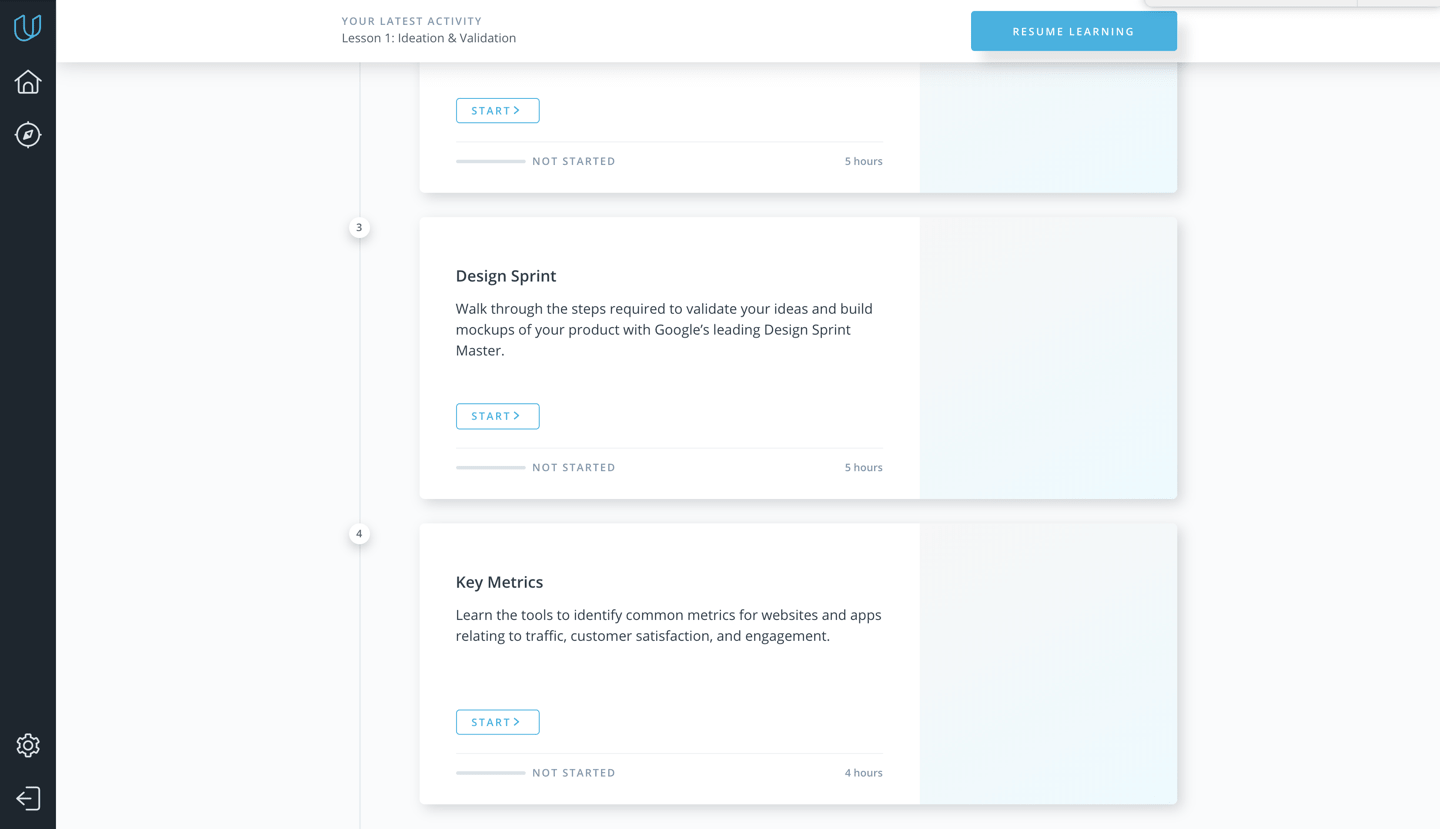 YOUR LATEST ACTIVITY
Lesson 1: Ideation & Validation
RESUME LEARNING
START
NOT STARTED
5 hours
3
Design Sprint
Walk through the steps required to validate your ideas and build
mockups of your product with Google’s leading Design Sprint
Master.
START
NOT STARTED
5 hours
4
Key Metrics
Learn the tools to identify common metrics for websites and apps
relating to traffic, customer satisfaction, and engagement.
START
NOT STARTED
4 hours